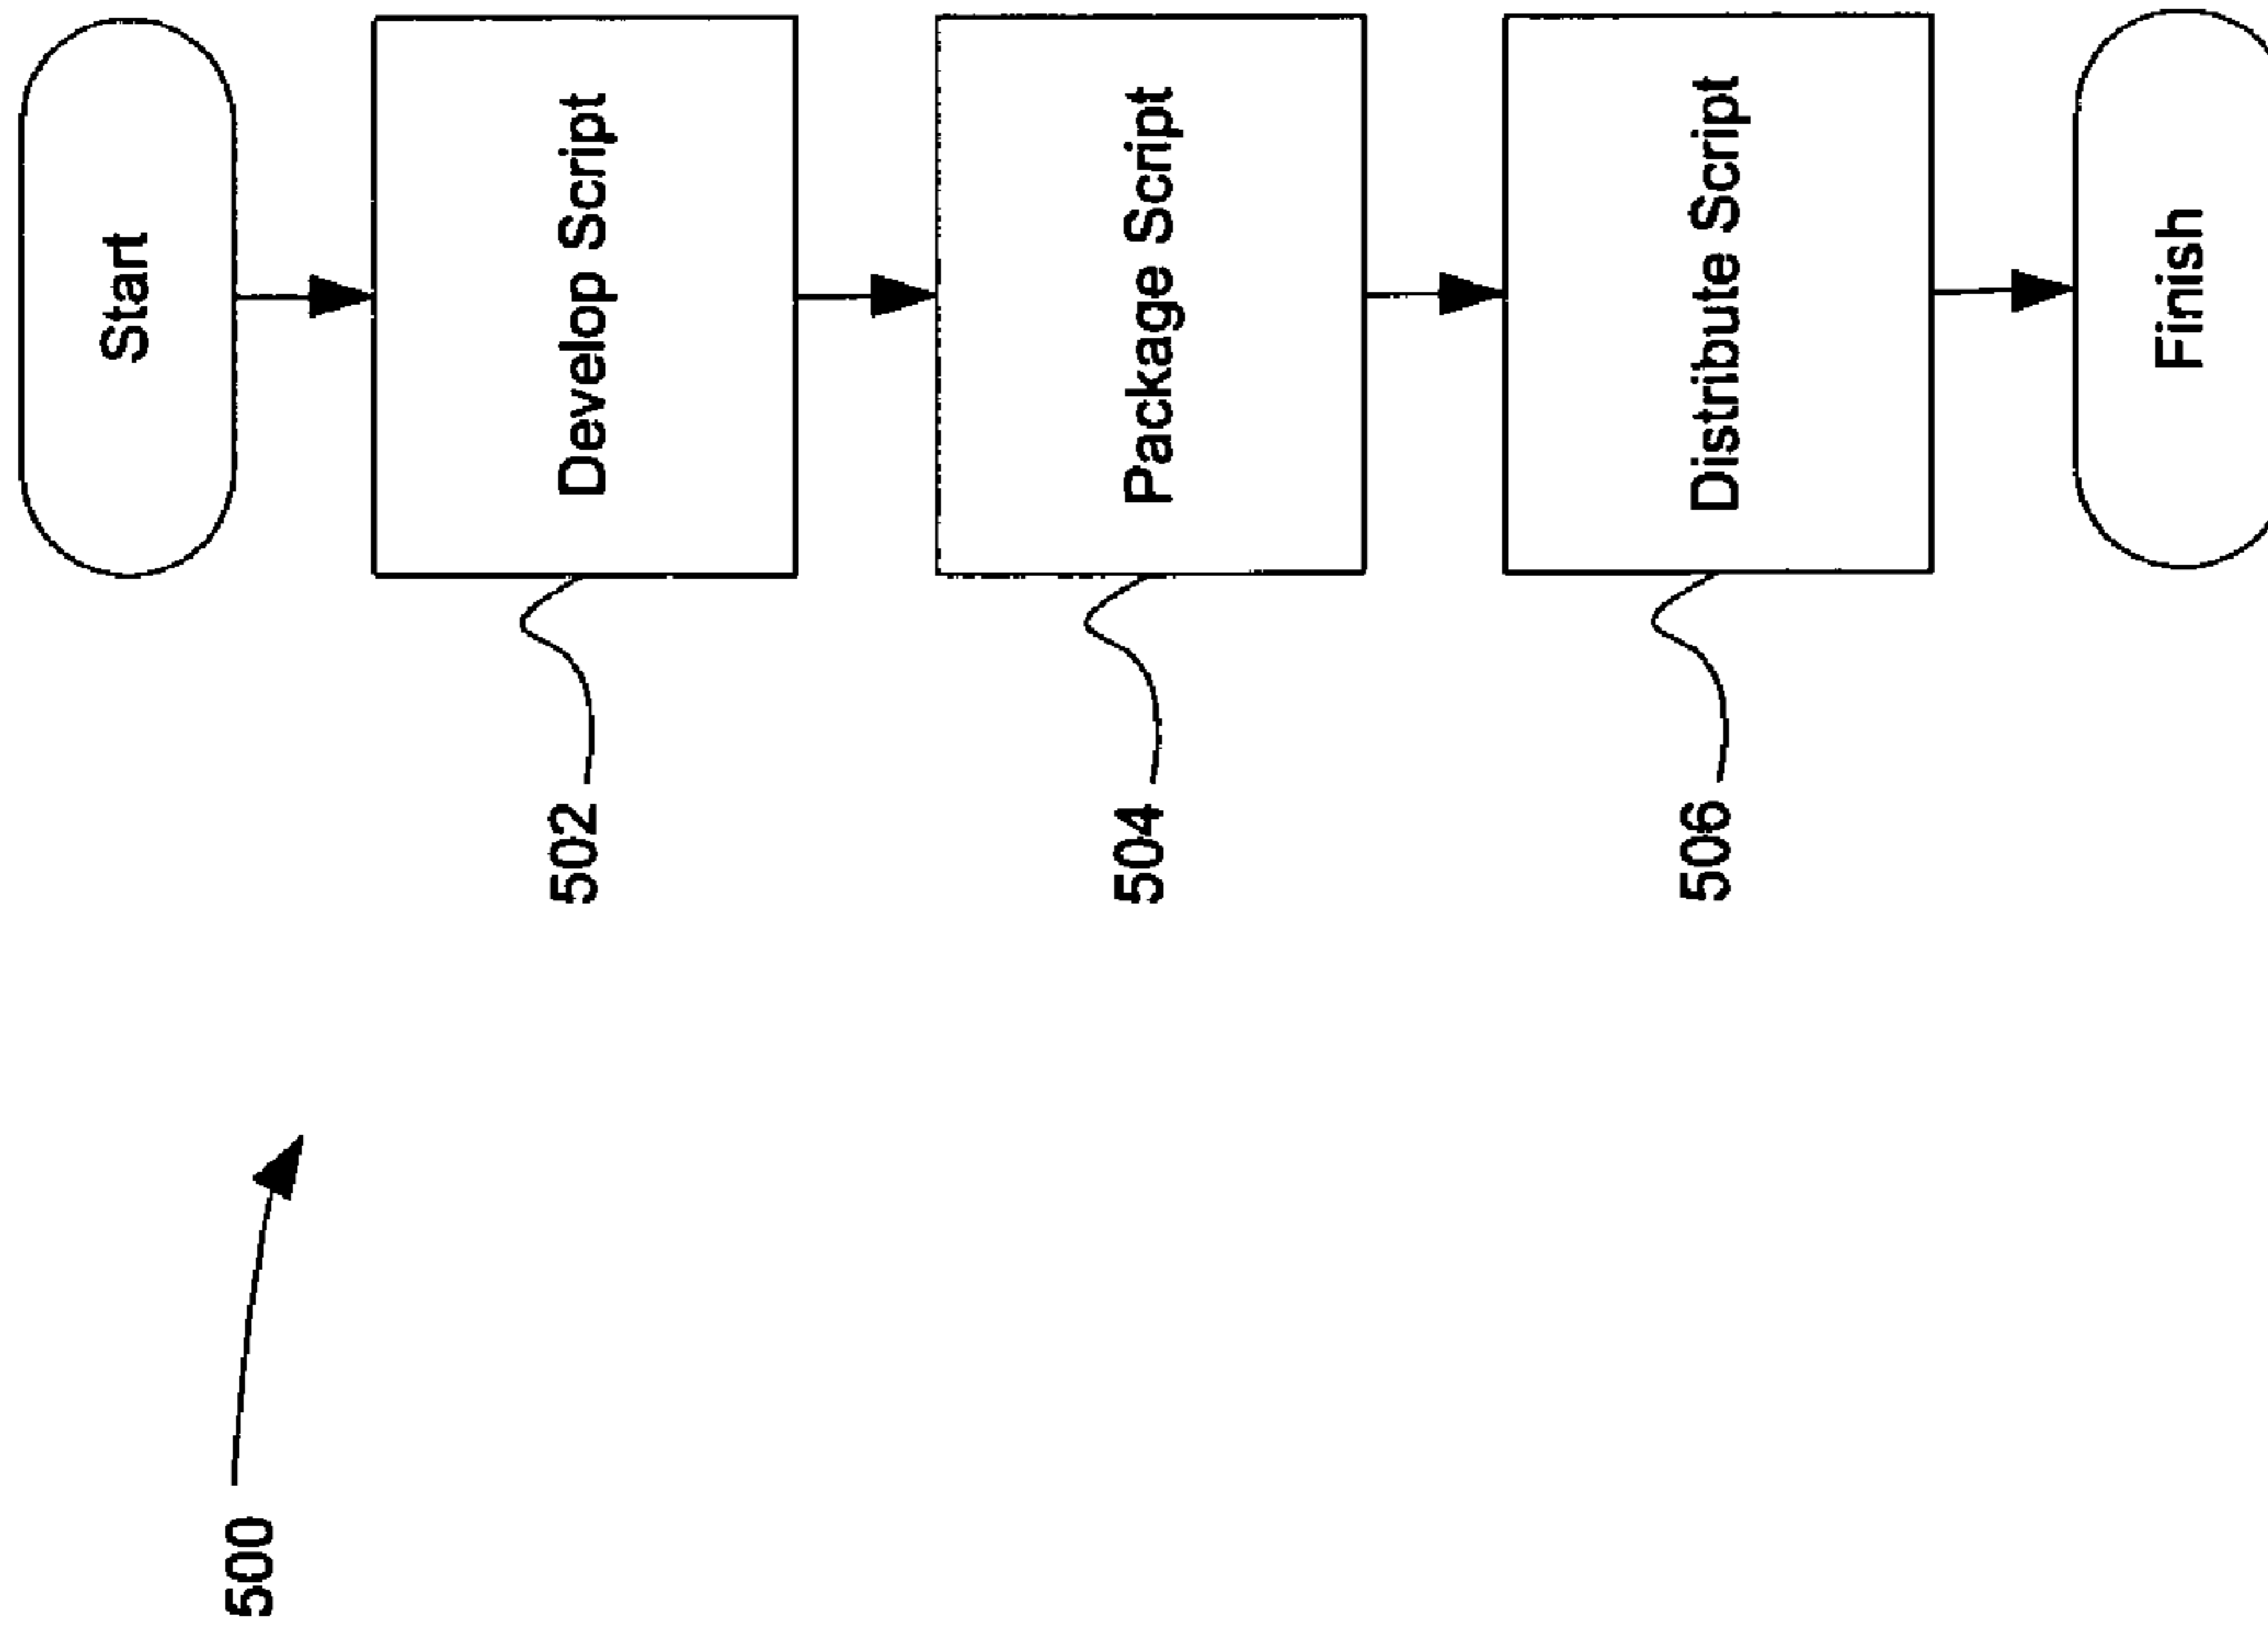 500
Start
502
Develop Script
504
Package Script
506
Distribute Script
Finish